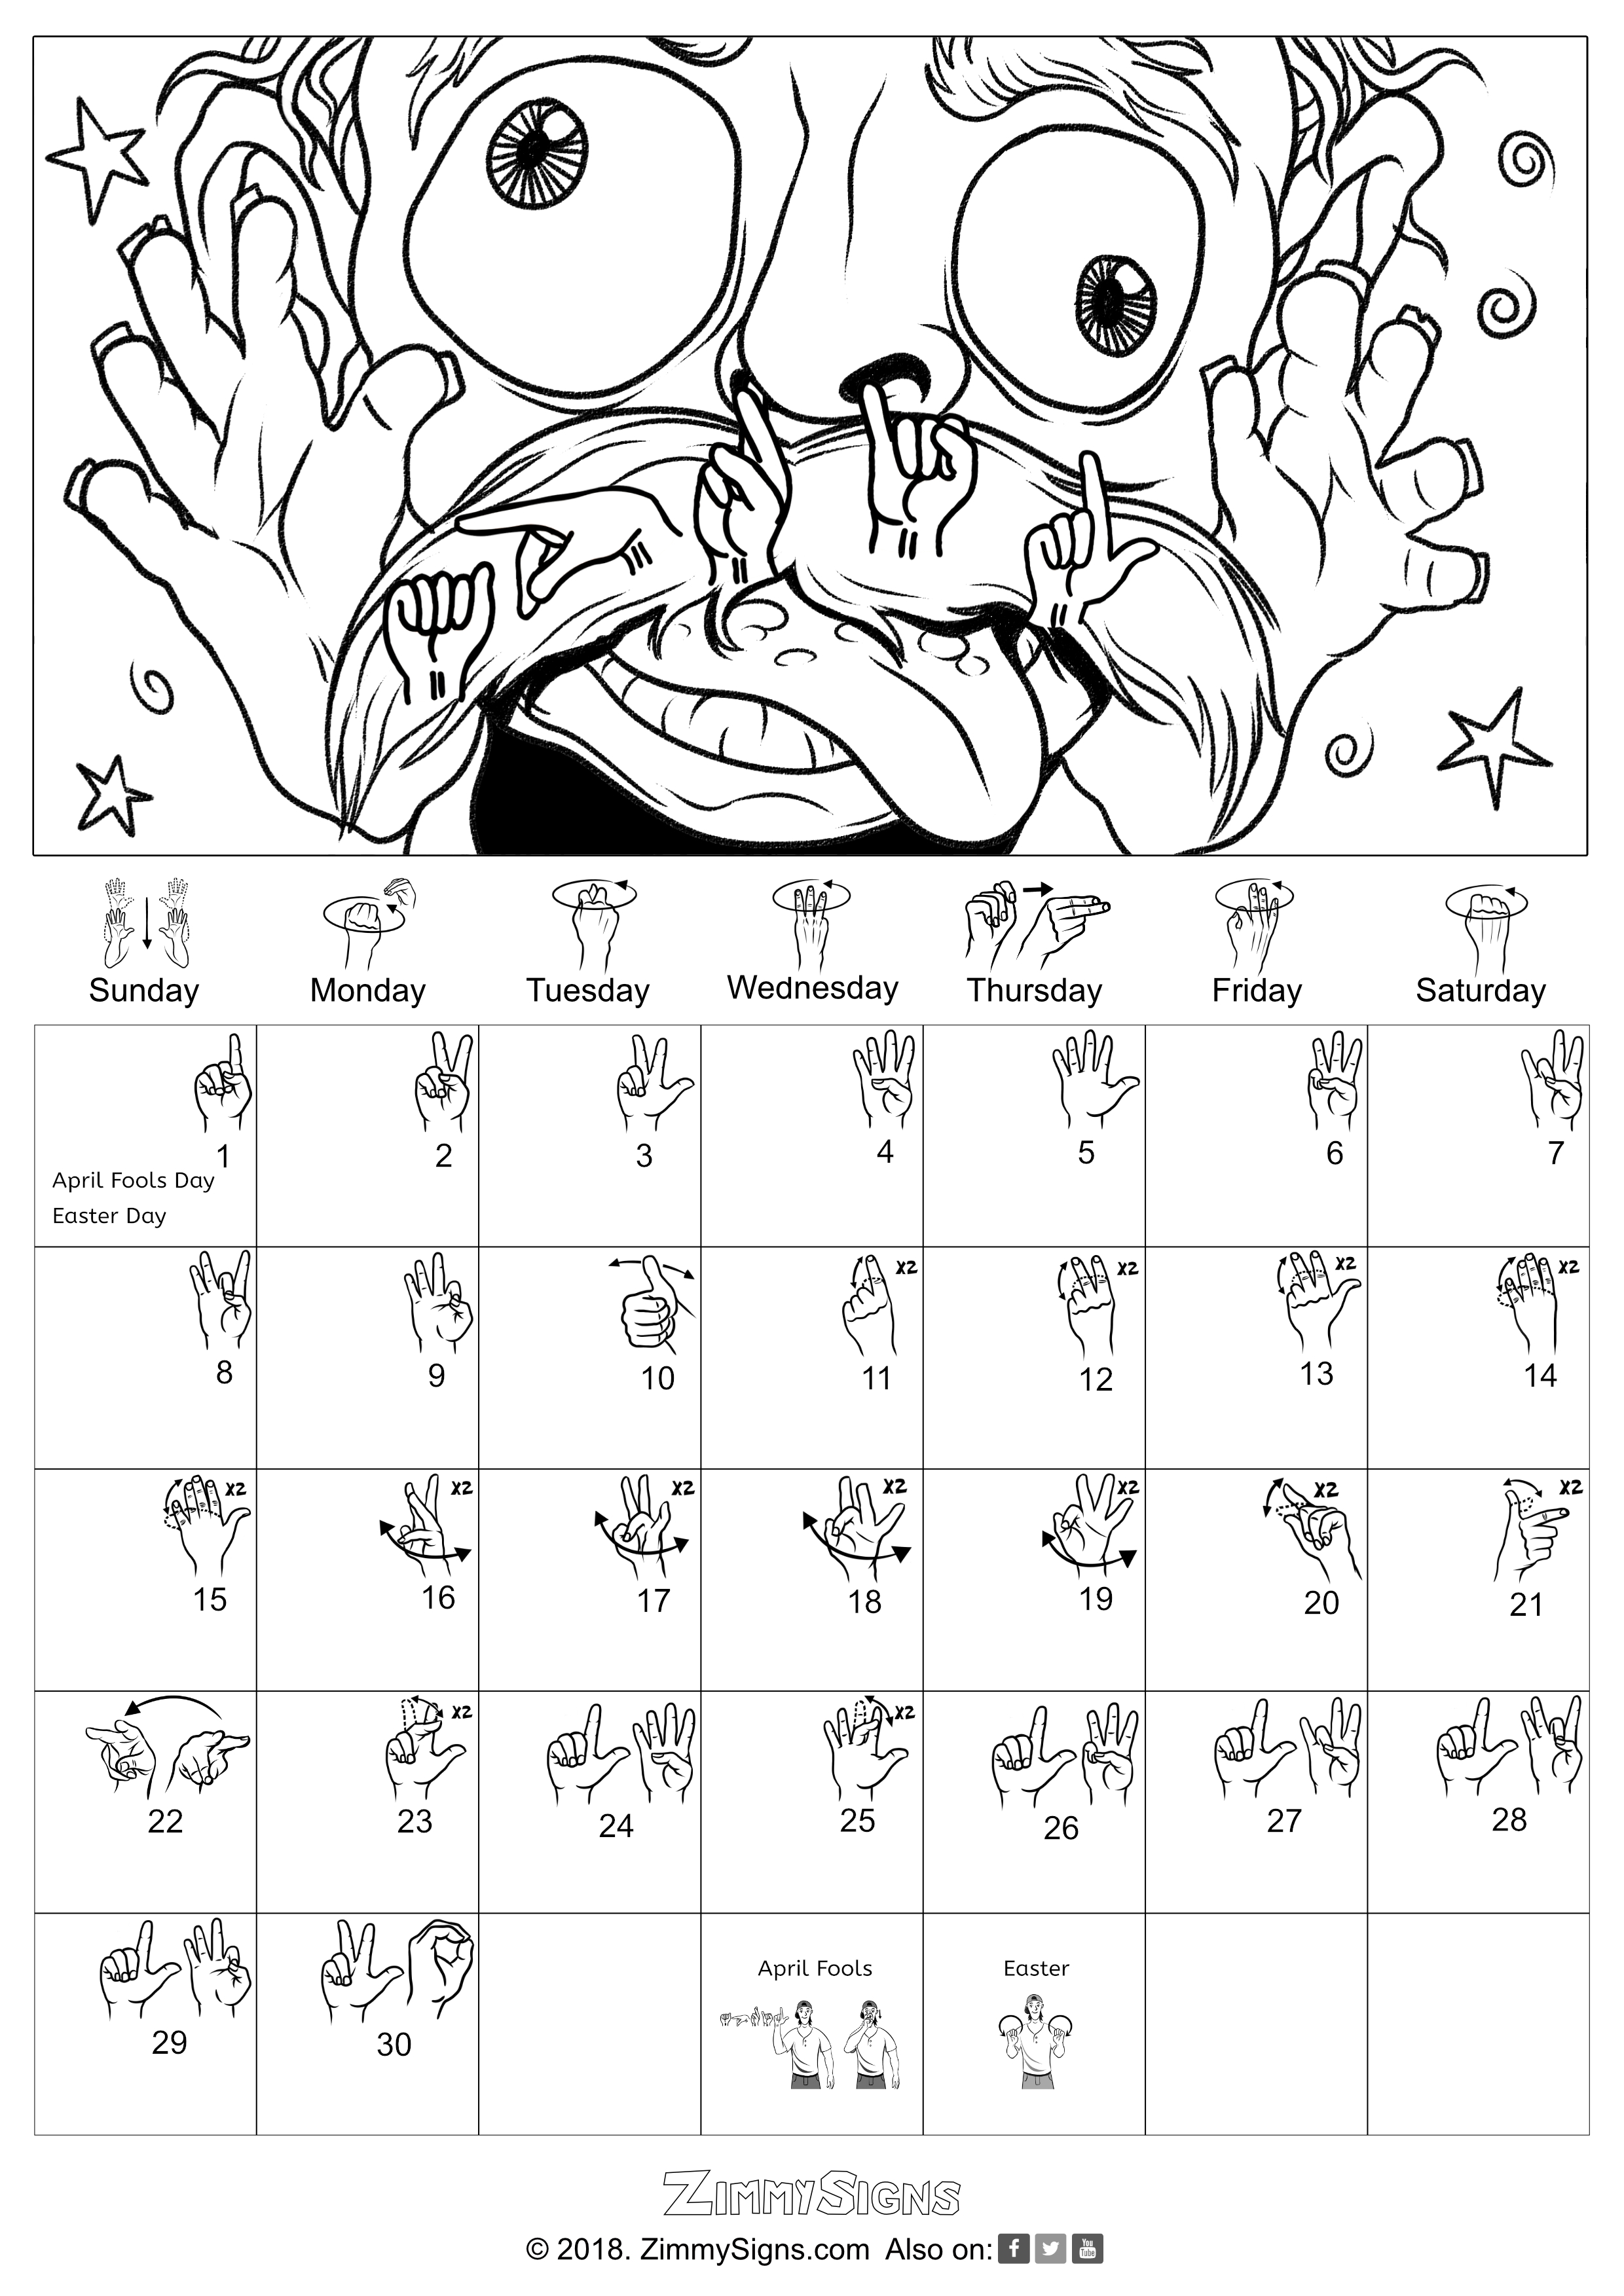 Sunday Monday Tuesday Wednesday Thursday Friday Saturday
1 2 3 4 5 6 7
April Fools Day
Easter Day
X2 X2 X2 X2
8 9 10 11 12 13 14
X2 X2 X2 X2 X2 X2 X2
15 16 17 18 19 20 21
X2 X2
22 23 24 25 26 27 28
29 30
April Fools Easter
ZIMMYSIGNS
© 2018. ZimmySigns.com Also on: f You Tube